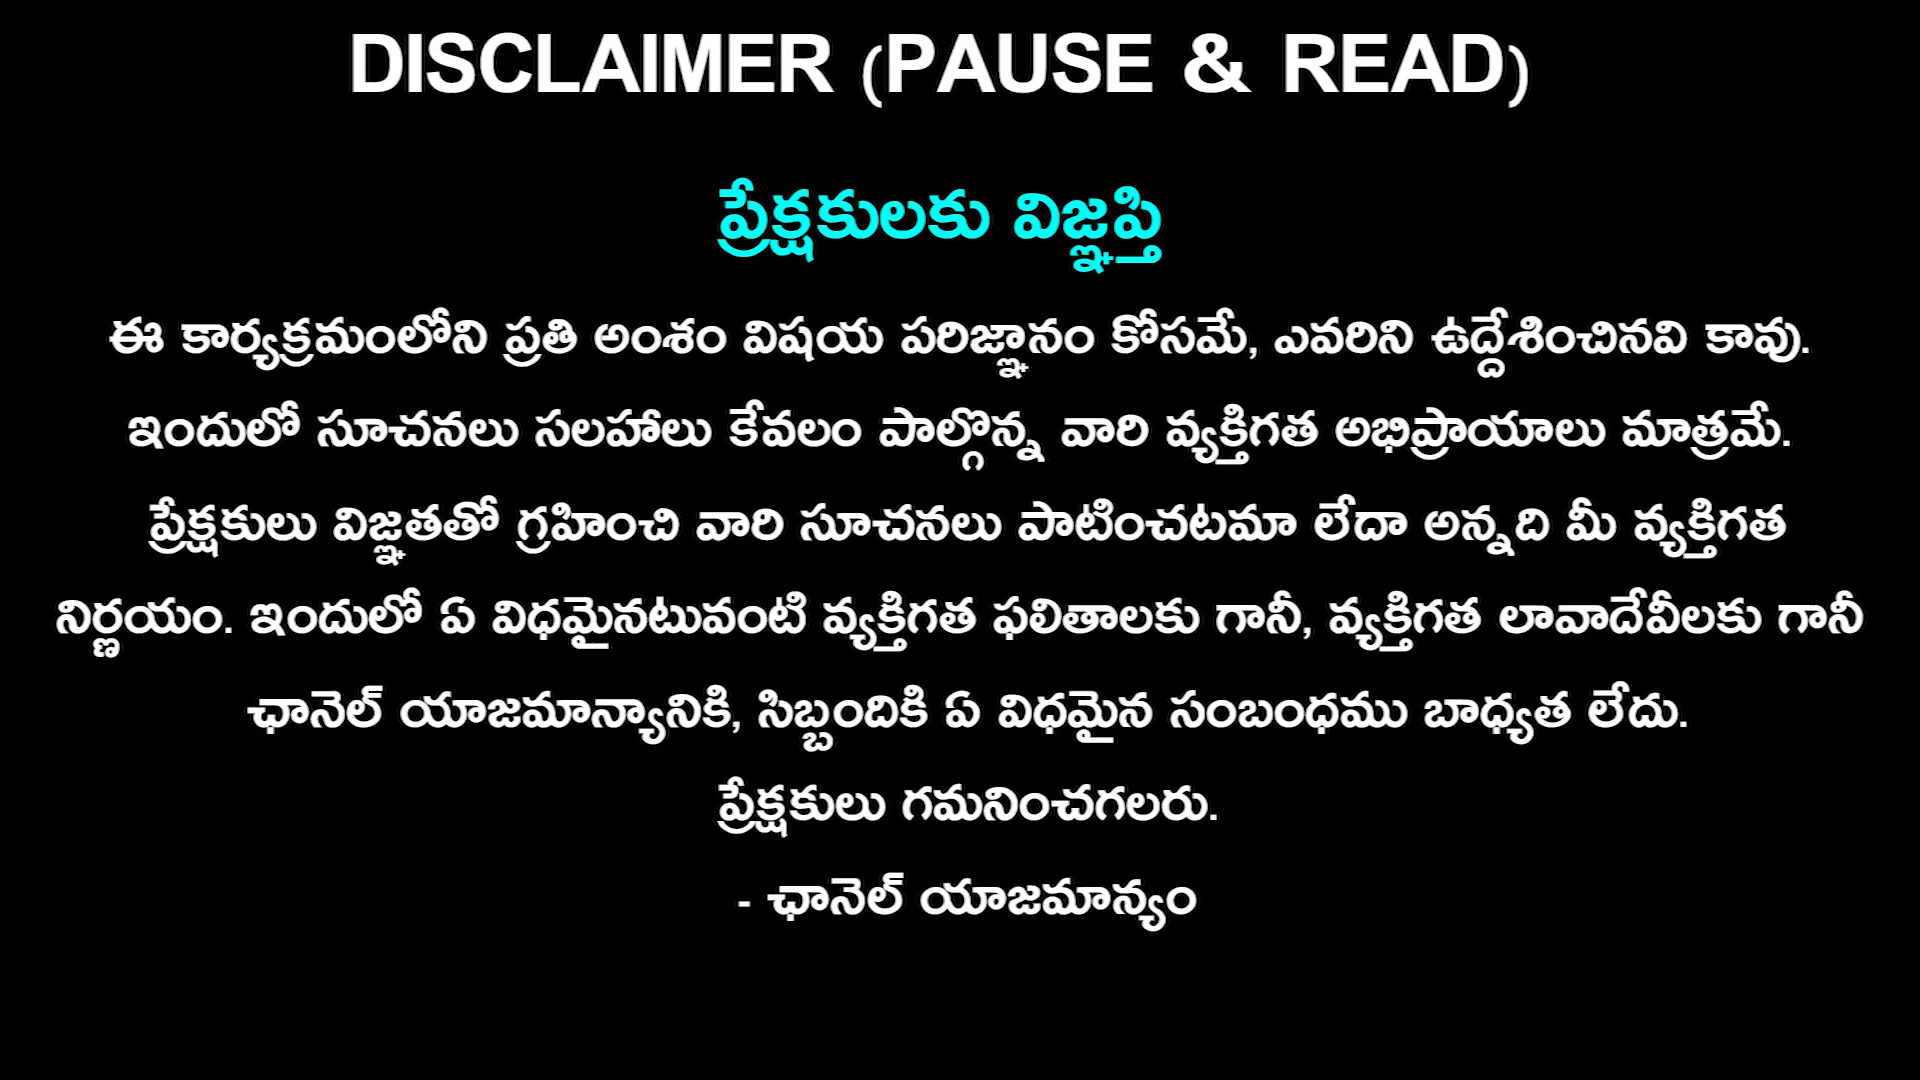 DISCLAIMER (PAUSE & READ)
ప్రేక్షకులకు విజ్ఞప్తి
ఈ కార్యక్రమంలోని ప్రతి అంశం విషయ పరిజ్ఞానం కోసమే, ఎవరిని ఉద్దేశించినవి కావు.
ఇందులో సూచనలు సలహాలు కేవలం పాల్గొన్న వారి వ్యక్తిగత అభిప్రాయాలు మాత్రమే.
ప్రేక్షకులు విజ్ఞతతో గ్రహించి వారి సూచనలు పాటించటమా లేదా అన్నది మీ వ్యక్తిగత
నిర్ణయం. ఇందులో ఏ విధమైనటువంటి వ్యక్తిగత ఫలితాలకు గానీ, వ్యక్తిగత లావాదేవీలకు గానీ
ఛానెల్ యాజమాన్యానికి, సిబ్బందికి ఏ విధమైన సంబంధము బాధ్యత లేదు.
ప్రేక్షకులు గమనించగలరు.
- ఛానెల్ యాజమాన్యం